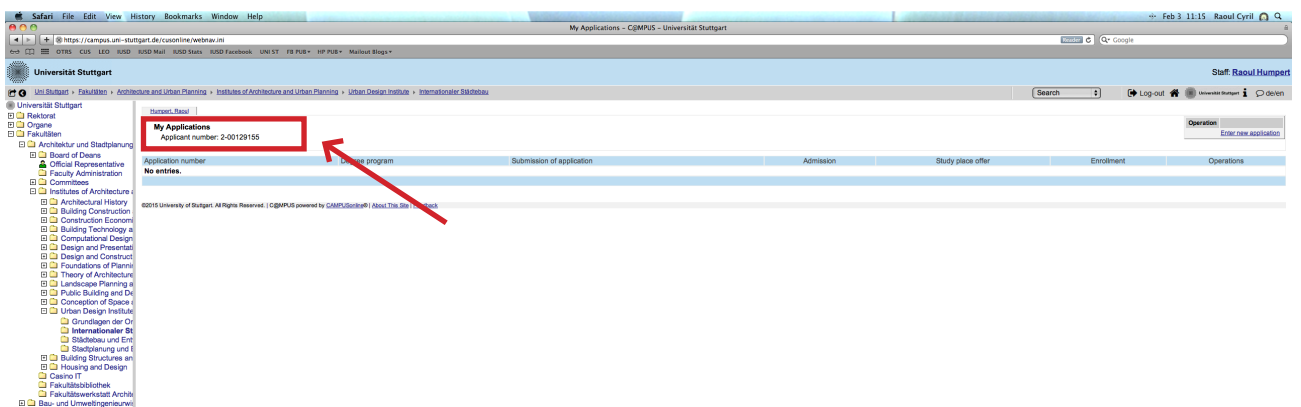 Safari File Edit View History Bookmarks Window Help Feb 3 11:15 Raoul Cyril
My Applications – C@MPUS – Universität Stuttgart
https://campus.uni-stuttgart.de/cusonline/webnav.ini Reader Google
OTRS CUS LEO IUSD IUSD Mail IUSD Stats IUSD Facebook UNI ST FB PUB HP PUB Mailout Blogs
Universität Stuttgart Staff: Raoul Humpert
Uni Stuttgart Fakultäten Architecture and Urban Planning Institutes of Architecture and Urban Planning Urban Design Institute Internationaler Städtebau Search Log-out Universität Stuttgart de/en
Universität Stuttgart
Rektorat
Organe
Fakultäten
Architektur und Stadtplanung
Board of Deans
Official Representative
Faculty Administration
Committees
Institutes of Architecture a
Architectural History
Building Construction
Construction Economi
Building Technology a
Computational Design
Design and Presentati
Design and Construct
Foundations of Planni
Theory of Architecture
Landscape Planning a
Public Building and De
Conception of Space a
Urban Design Institute
Grundlagen der Or
Internationaler St
Städtebau und Ent
Stadtplanung und E
Building Structures an
Housing and Design
Casino IT
Fakultätsbibliothek
Fakultätswerkstatt Archite
Bau- und Umweltingenieurwis
Humpert, Raoul
My Applications
Applicant number: 2-00129155
Operation
Enter new application
Application number Degree program Submission of application Admission Study place offer Enrollment Operations
No entries.
©2015 University of Stuttgart. All Rights Reserved. | C@MPUS powered by CAMPUSonline® | About This Site | Feedback